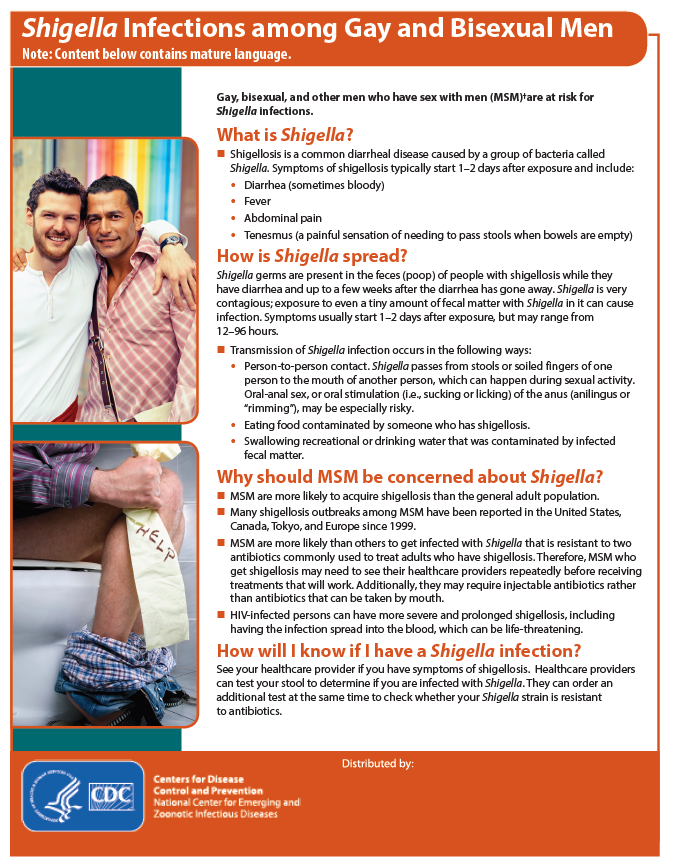 Shigella Infections among Gay and Bisexual Men
Note: Content below contains mature language.
Gay, bisexual, and other men who have sex with men (MSM)†are at risk for
Shigella infections.
What is Shigella?
■ Shigellosis is a common diarrheal disease caused by a group of bacteria called
Shigella. Symptoms of shigellosis typically start 1–2 days after exposure and include:
• Diarrhea (sometimes bloody)
• Fever
• Abdominal pain
• Tenesmus (a painful sensation of needing to pass stools when bowels are empty)
How is Shigella spread?
Shigella germs are present in the feces (poop) of people with shigellosis while they
have diarrhea and up to a few weeks after the diarrhea has gone away. Shigella is very
contagious; exposure to even a tiny amount of fecal matter with Shigella in it can cause
infection. Symptoms usually start 1–2 days after exposure, but may range from
12–96 hours.
■ Transmission of Shigella infection occurs in the following ways:
• Person-to-person contact. Shigella passes from stools or soiled fingers of one
person to the mouth of another person, which can happen during sexual activity.
Oral-anal sex, or oral stimulation (i.e., sucking or licking) of the anus (anilingus or
“rimming”), may be especially risky.
• Eating food contaminated by someone who has shigellosis.
• Swallowing recreational or drinking water that was contaminated by infected
fecal matter.
HELP
Why should MSM be concerned about Shigella?
■ MSM are more likely to acquire shigellosis than the general adult population.
■ Many shigellosis outbreaks among MSM have been reported in the United States,
Canada, Tokyo, and Europe since 1999.
■ MSM are more likely than others to get infected with Shigella that is resistant to two
antibiotics commonly used to treat adults who have shigellosis. Therefore, MSM who
get shigellosis may need to see their healthcare providers repeatedly before receiving
treatments that will work. Additionally, they may require injectable antibiotics rather
than antibiotics that can be taken by mouth.
■ HIV-infected persons can have more severe and prolonged shigellosis, including
having the infection spread into the blood, which can be life-threatening.
How will I know if I have a Shigella infection?
See your healthcare provider if you have symptoms of shigellosis. Healthcare providers
can test your stool to determine if you are infected with Shigella. They can order an
additional test at the same time to check whether your Shigella strain is resistant
to antibiotics.
Distributed by:
CDC
Centers for Disease
Control and Prevention
National Center for Emerging and
Zoonotic Infectious Diseases